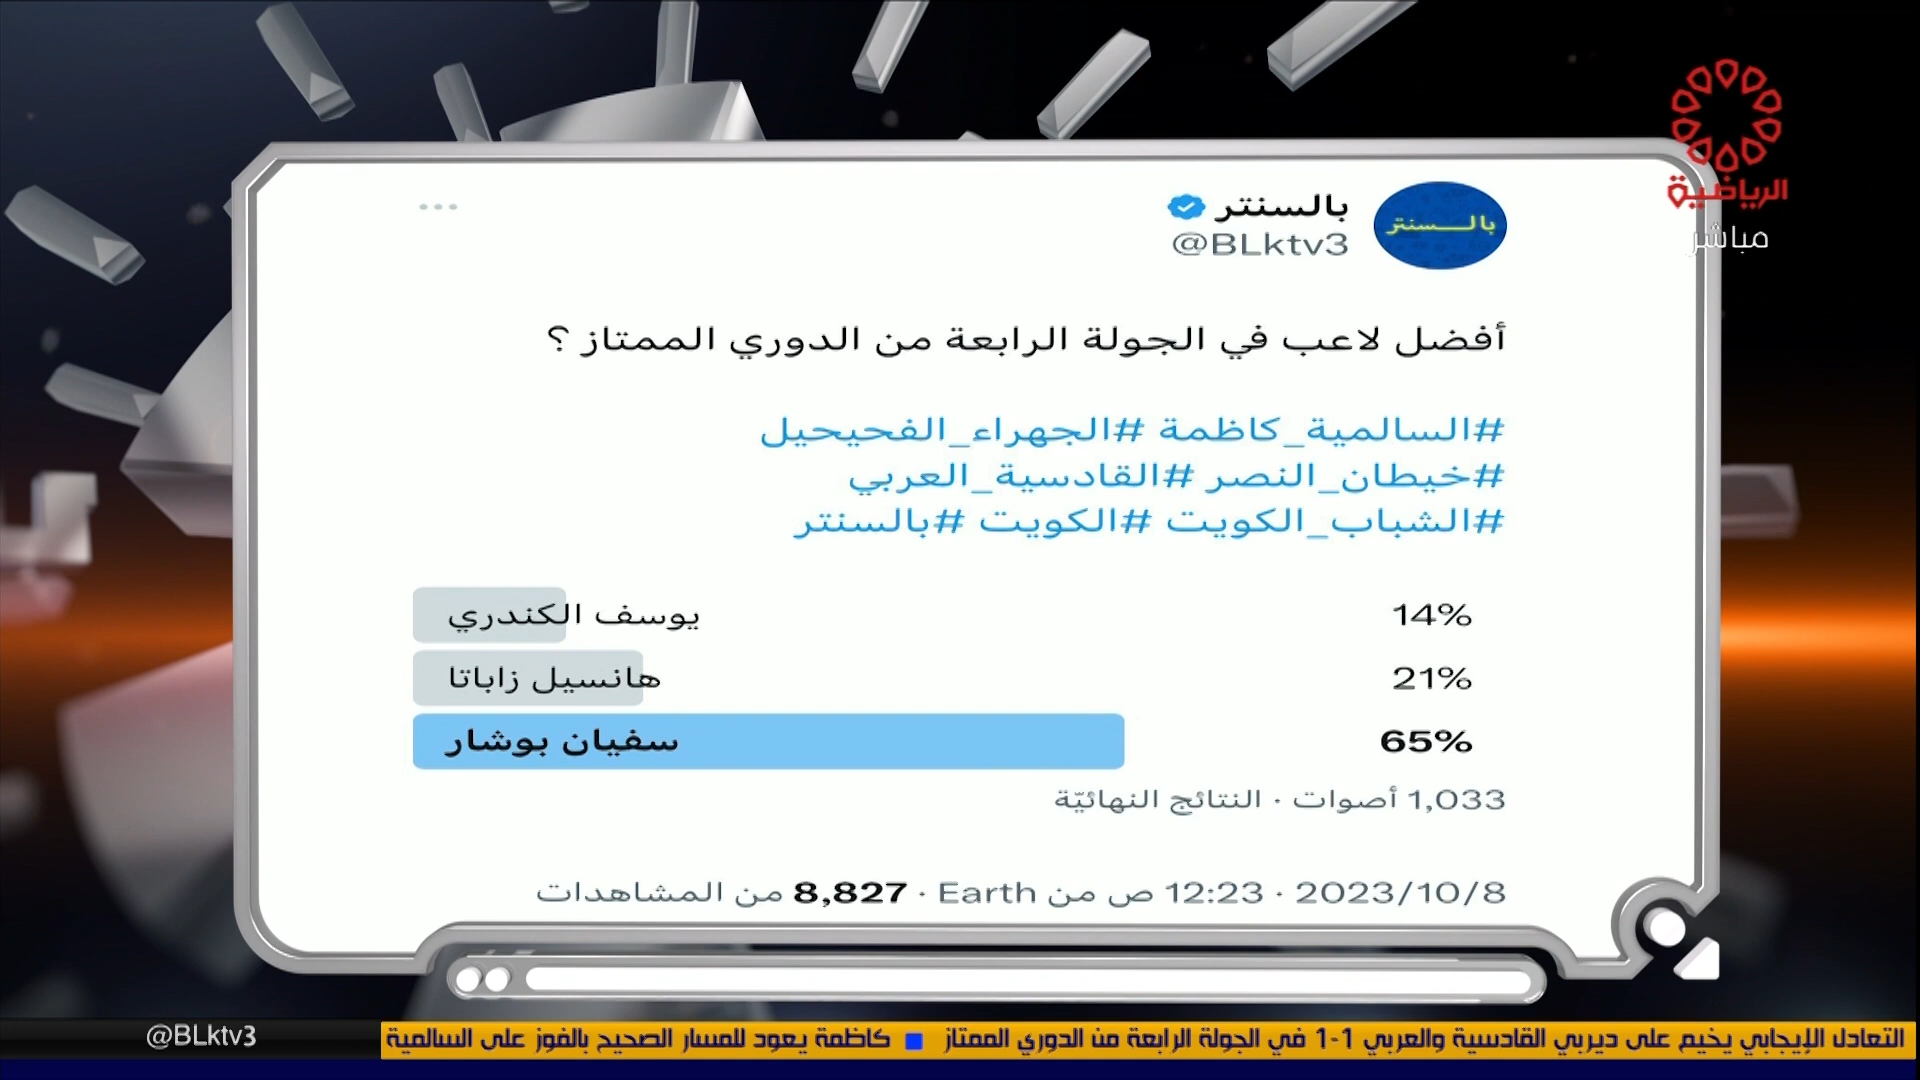 الرياضية
مباشر
بالسنتر
@BLktv3
بالسنتر
أفضل لاعب في الجولة الرابعة من الدوري الممتاز ؟
#السالمية_كاظمة #الجهراء_الفحيحيل
#خيطان_النصر #القادسية_العربي
#الشباب_الكويت #الكويت #بالسنتر
يوسف الكندري 14%
هانسيل زاباتا 21%
سفيان بوشار 65%
1,033 أصوات · النتائج النهائيّة
2023/10/8 · 12:23 ص من Earth · 8,827 من المشاهدات
التعادل الإيجابي يخيم على ديربي القادسية والعربي 1-1 في الجولة الرابعة من الدوري الممتاز ■ كاظمة يعود للمسار الصحيح بالفوز على السالمية
@BLktv3